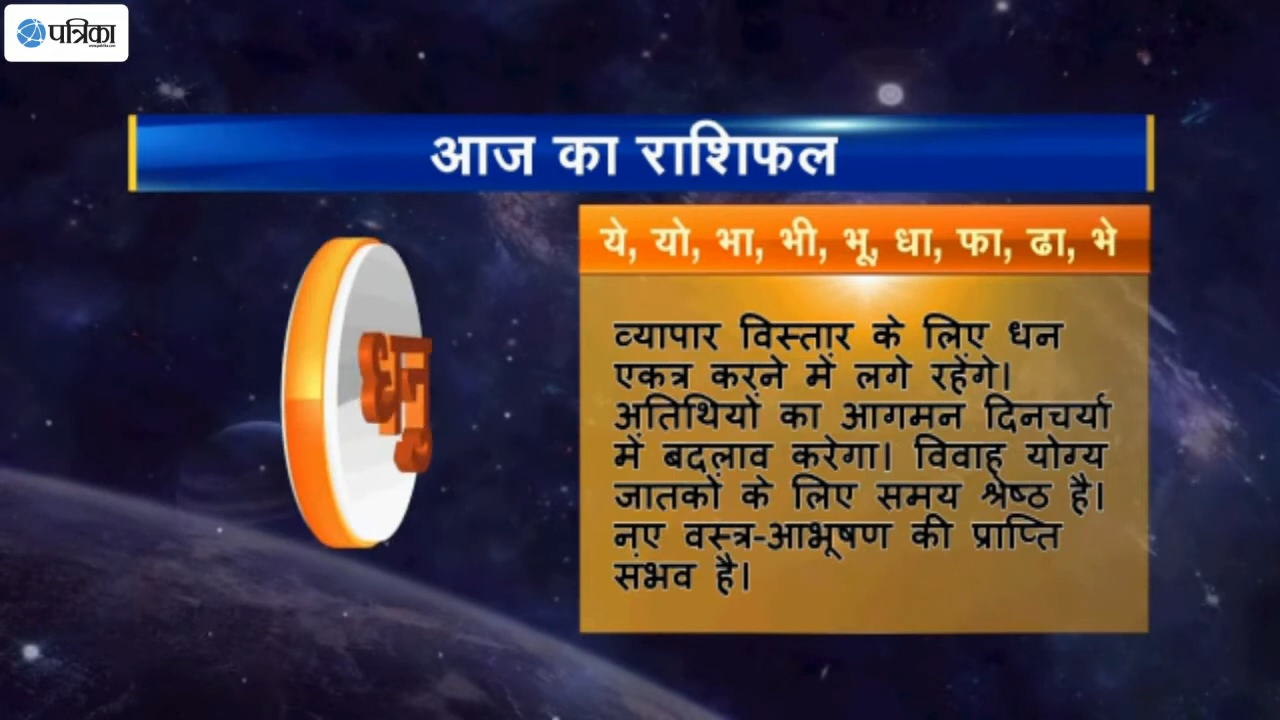 पत्रिका
आज का राशिफल
ये, यो, भा, भी, भू, धा, फा, ढा, भे
धनु
व्यापार विस्तार के लिए धन
एकत्र करने में लगे रहेंगे।
अतिथियों का आगमन दिनचर्या
में बदलाव करेगा। विवाह योग्य
जातकों के लिए समय श्रेष्ठ है।
नए वस्त्र-आभूषण की प्राप्ति
संभव है।